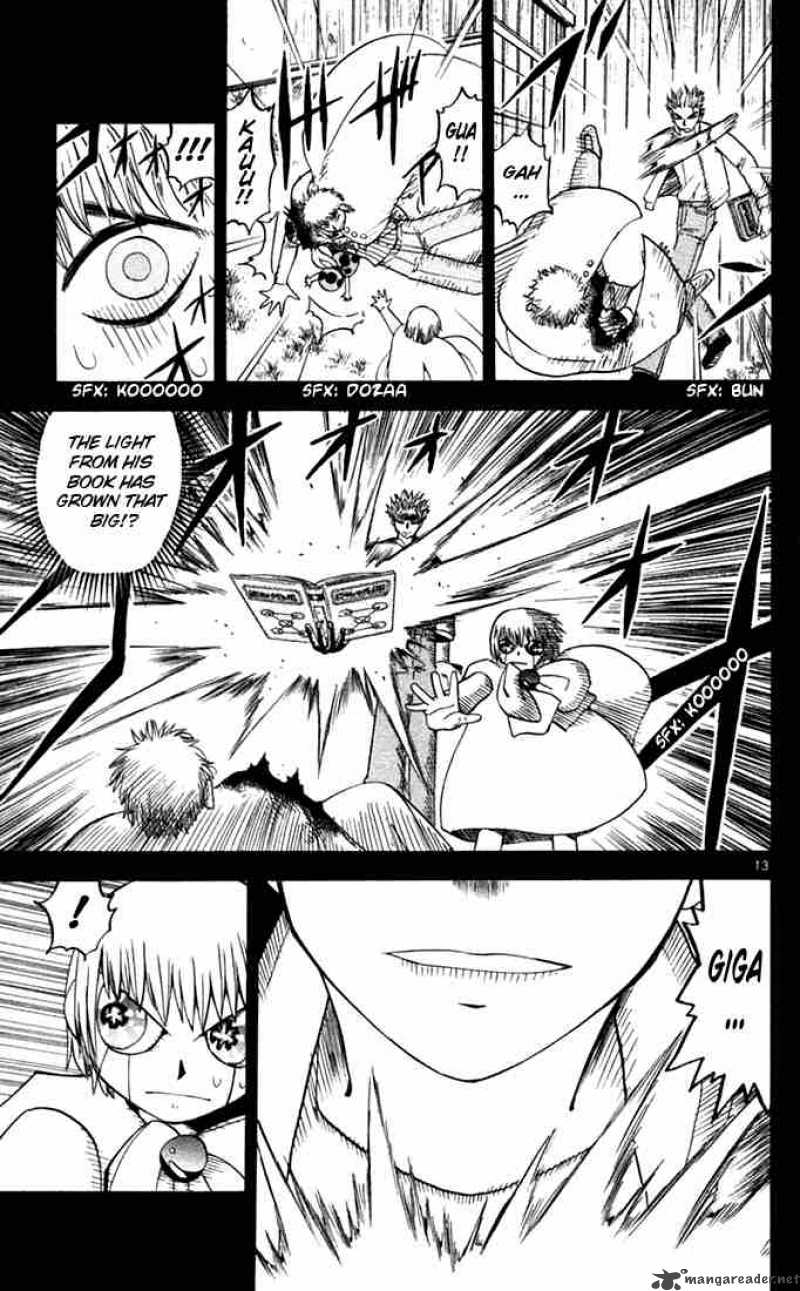 GAH
...
SFX: BUN
GUA
!!
KAUU!!
SFX: DOZAA
!!!
SFX: KOOOOOO
THE LIGHT
FROM HIS
BOOK HAS
GROWN THAT
BIG!?
SFX: KOOOOOO
13
GIGA
...
!
mangareader.net